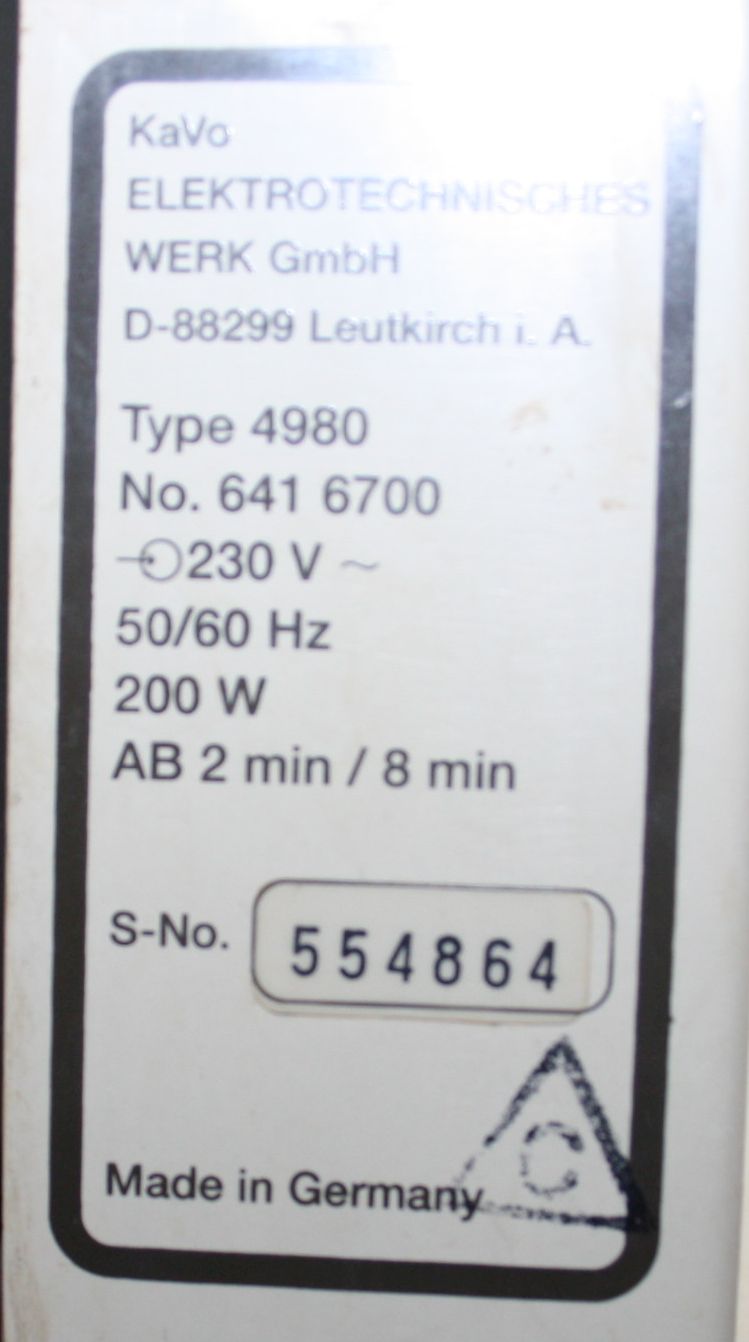 KaVo
ELEKTROTECHNISCHES
WERK GmbH
D-88299 Leutkirch i. A.
Type 4980
No. 641 6700
230 V ~
50/60 Hz
200 W
AB 2 min / 8 min
S-No. 554864
Made in Germany
C